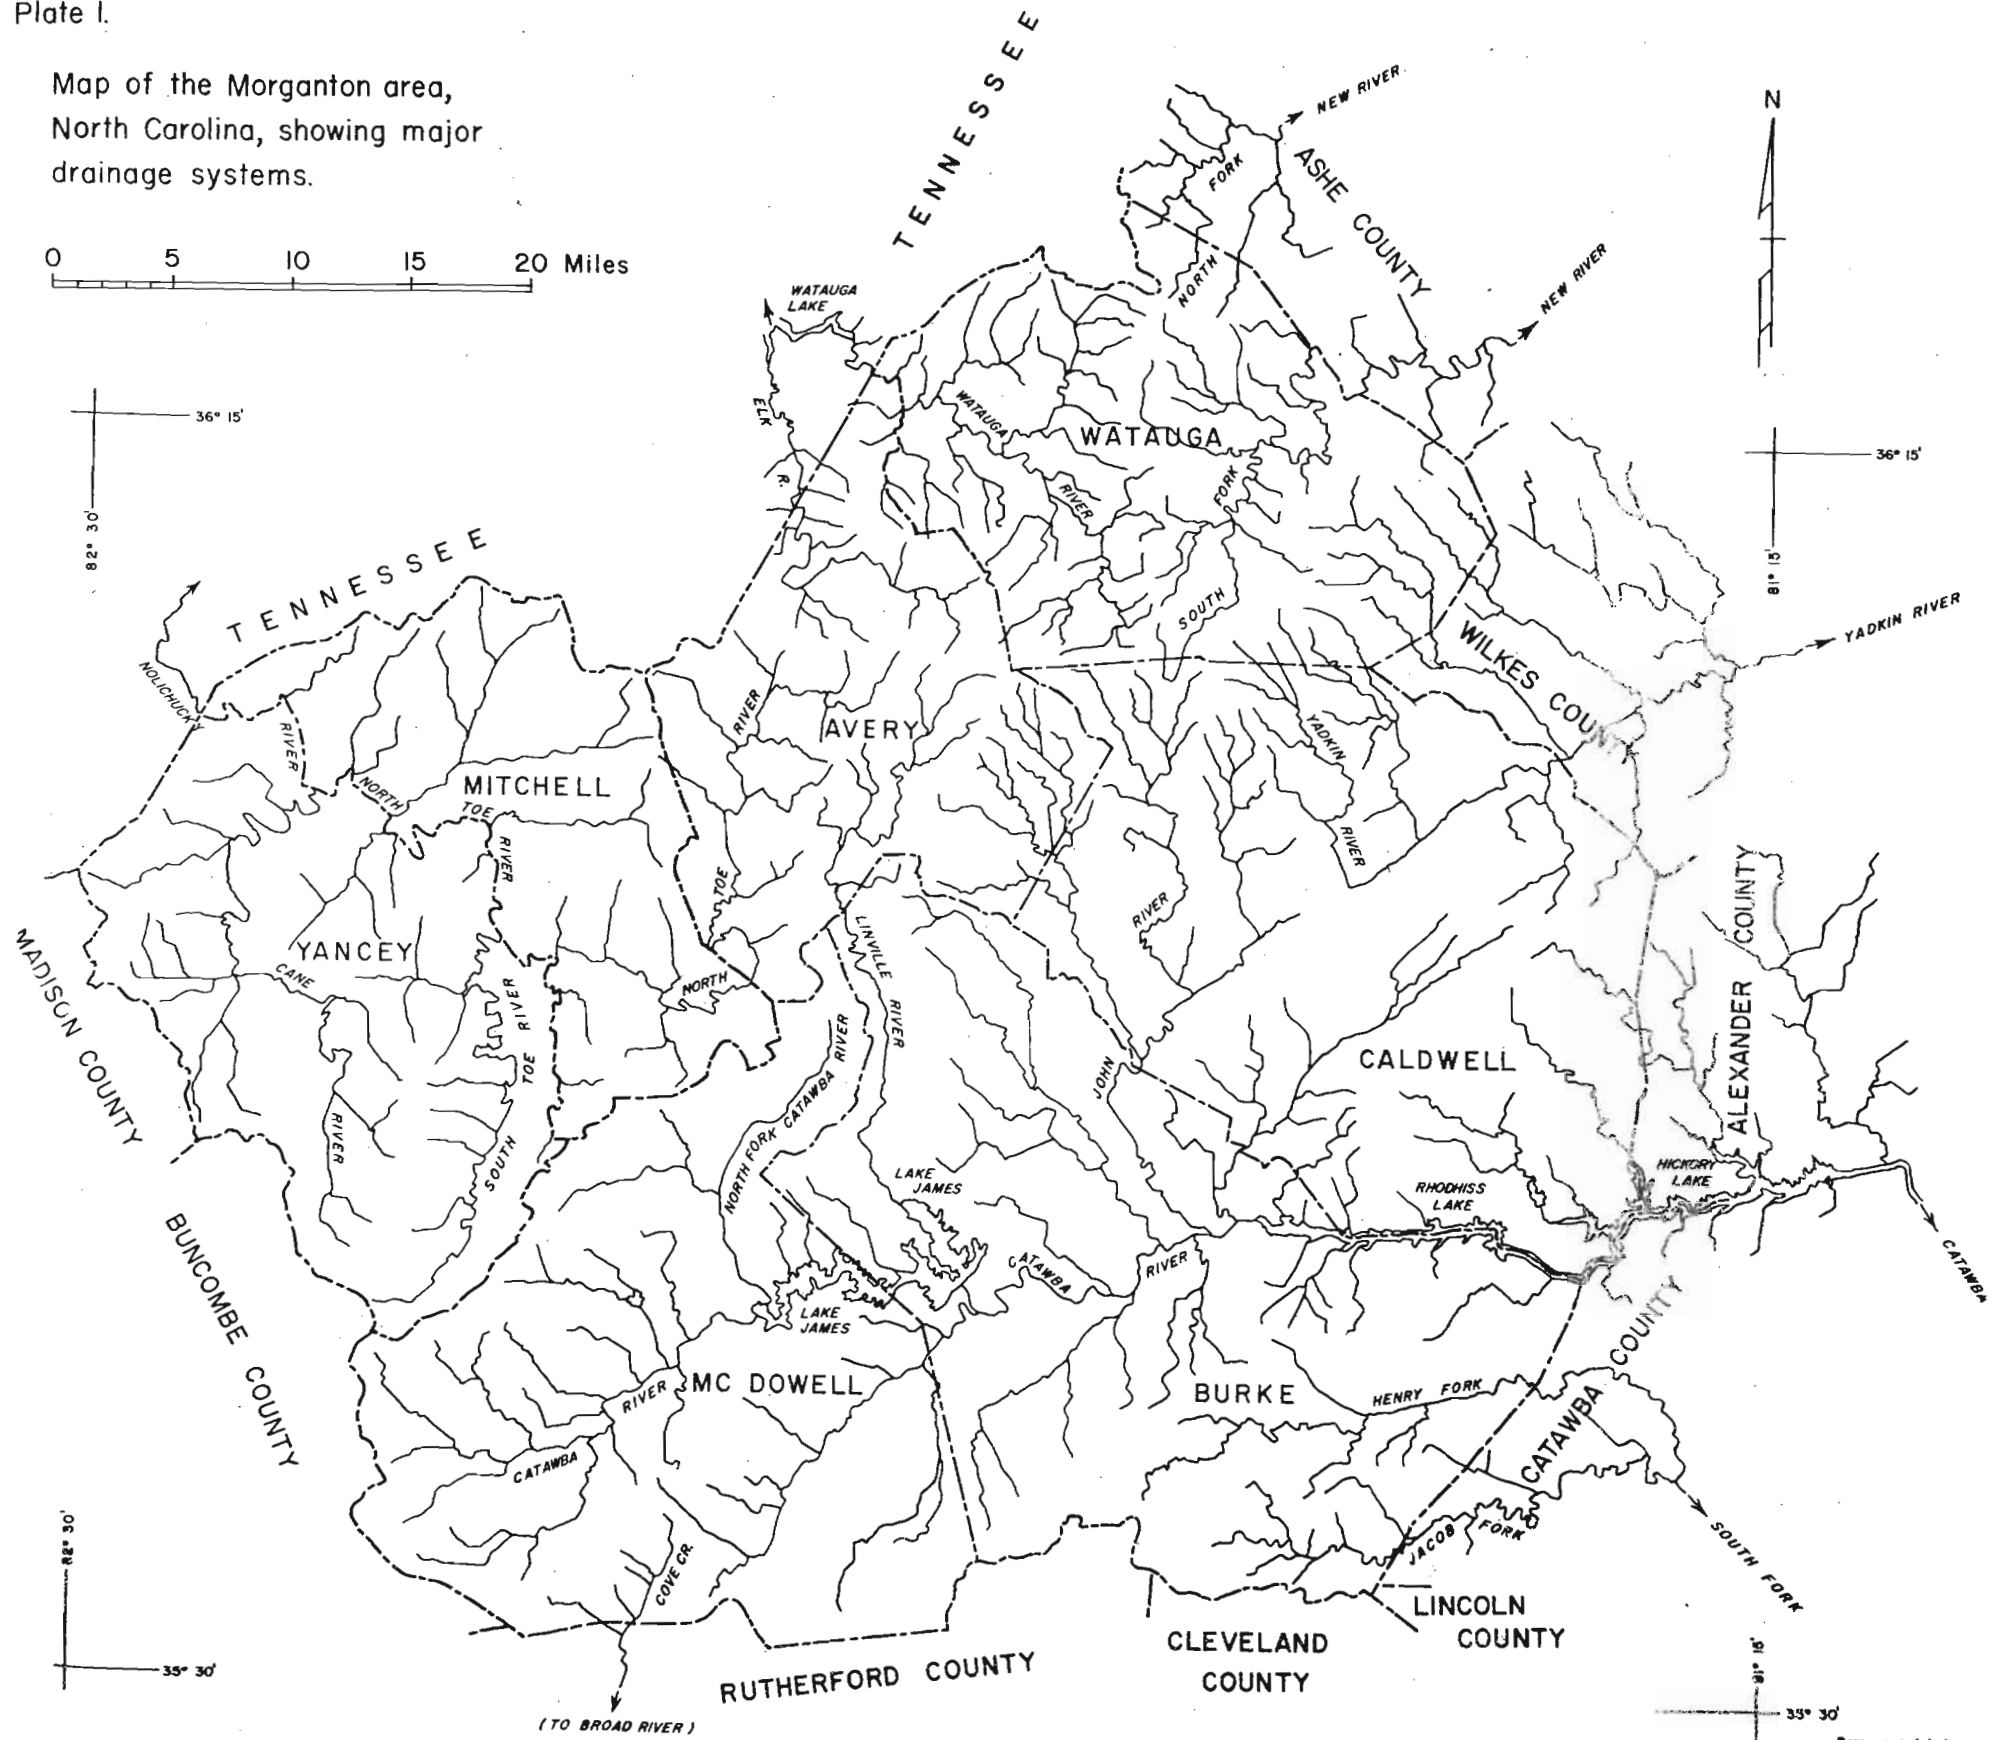 Plate 1.
Map of the Morganton area,
North Carolina, showing major
drainage systems.
0 5 10 15 20 Miles
TENNESSEE
NEW RIVER
N
ASHE COUNTY
FORK
NORTH
NEW RIVER
WATAUGA
LAKE
ELK
R.
36° 15'
82° 30'
WATAUGA
RIVER
WATAUGA
FORK
SOUTH
36° 15'
81° 15'
TENNESSEE
NOLICHUCKY
RIVER
WILKES COUNT
YADKIN RIVER
RIVER
AVERY
YADKIN
RIVER
NORTH
TOE
RIVER
MITCHELL
TOE
NORTH
RIVER
ALEXANDER COUNTY
YANCEY
CANE
RIVER
MADISON COUNTY
LINVILLE
RIVER
SOUTH
TOE
RIVER
NORTH FORK CATAWBA RIVER
JOHN
CALDWELL
BUNCOMBE COUNTY
LAKE
JAMES
RHODHISS
LAKE
HICKORY
LAKE
CATAWBA
RIVER
CATAWBA
LAKE
JAMES
MC DOWELL
RIVER
CATAWBA
BURKE
HENRY FORK
CATAWBA COUNTY
JACOB FORK
SOUTH FORK
COVE CR.
82° 30'
35° 30'
LINCOLN
COUNTY
CLEVELAND
COUNTY
RUTHERFORD COUNTY
(TO BROAD RIVER)
81° 15'
35° 30'